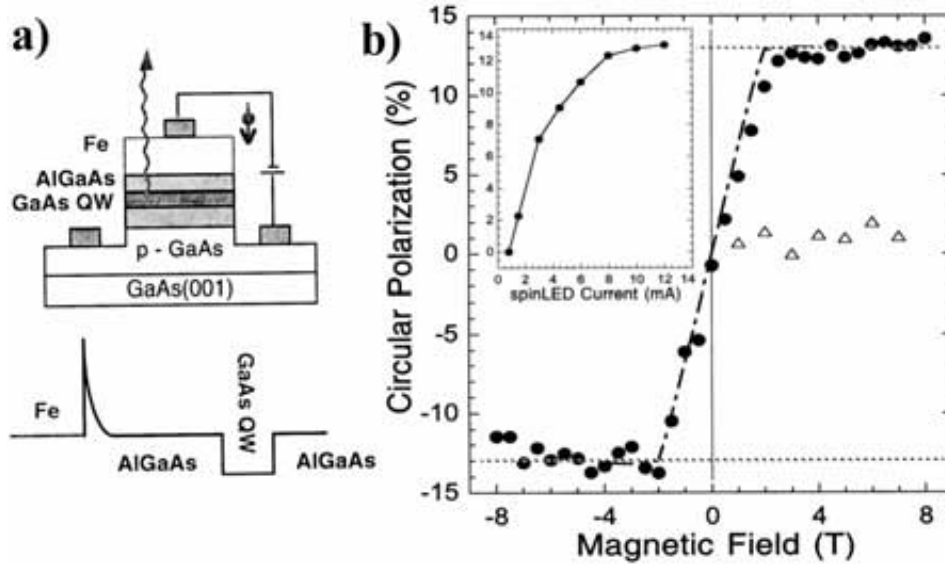 a)
Fe
AlGaAs
GaAs QW
p - GaAs
GaAs(001)
Fe
AlGaAs
GaAs QW
AlGaAs
b)
Circular Polarization (%)
15
10
5
0
-5
-10
-15
-8
-4
0
4
8
Magnetic Field (T)
14
12
10
8
6
4
2
0
0 2 4 6 8 10 12 14
spinLED Current (mA)